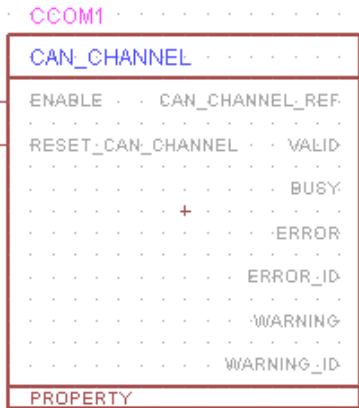 CCOM1
CAN_CHANNEL
ENABLE CAN_CHANNEL_REF
RESET_CAN_CHANNEL VALID
BUSY
ERROR
ERROR_ID
WARNING
WARNING_ID
PROPERTY